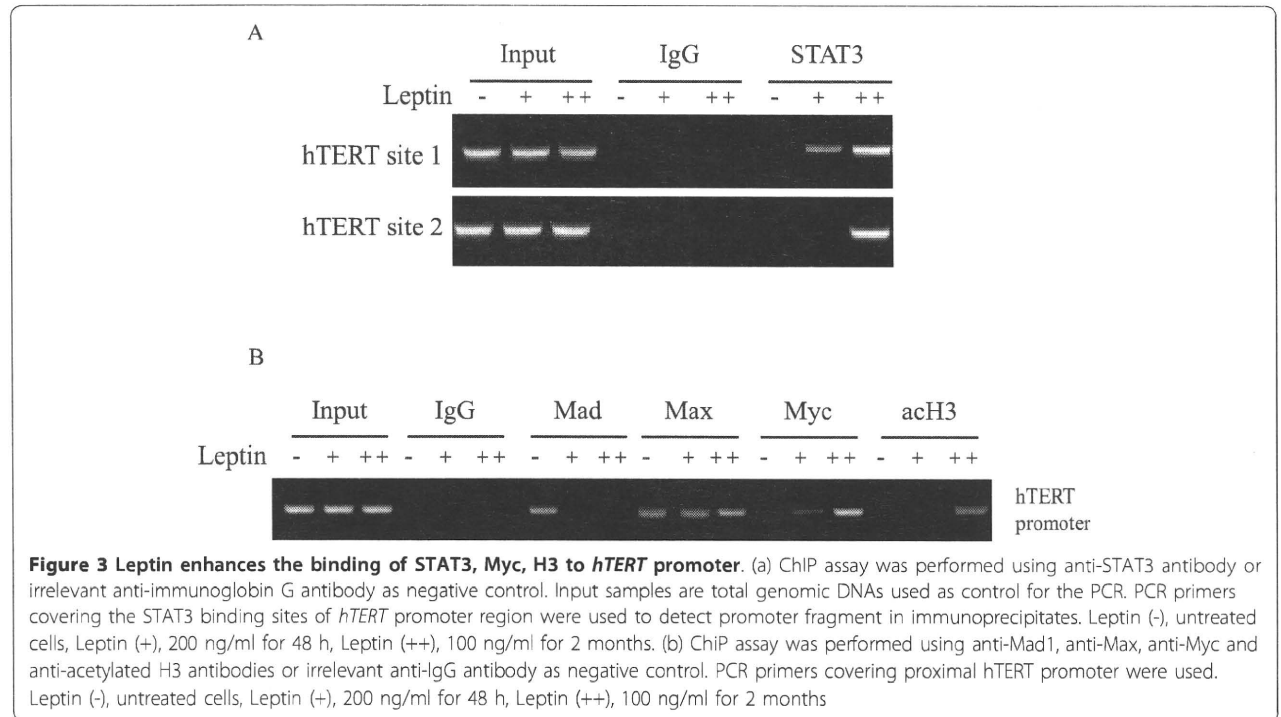 A
Input IgG STAT3
Leptin - + ++ - + ++ - + ++
hTERT site 1
hTERT site 2
B
Input IgG Mad Max Myc acH3
Leptin - + ++ - + ++ - + ++ - + ++ - + ++ - + ++
hTERT
promoter
Figure 3 Leptin enhances the binding of STAT3, Myc, H3 to hTERT promoter. (a) ChIP assay was performed using anti-STAT3 antibody or
irrelevant anti-immunoglobin G antibody as negative control. Input samples are total genomic DNAs used as control for the PCR. PCR primers
covering the STAT3 binding sites of hTERT promoter region were used to detect promoter fragment in immunoprecipitates. Leptin (-), untreated
cells, Leptin (+), 200 ng/ml for 48 h, Leptin (++), 100 ng/ml for 2 months. (b) ChiP assay was performed using anti-Mad1, anti-Max, anti-Myc and
anti-acetylated H3 antibodies or irrelevant anti-IgG antibody as negative control. PCR primers covering proximal hTERT promoter were used.
Leptin (-), untreated cells, Leptin (+), 200 ng/ml for 48 h, Leptin (++), 100 ng/ml for 2 months